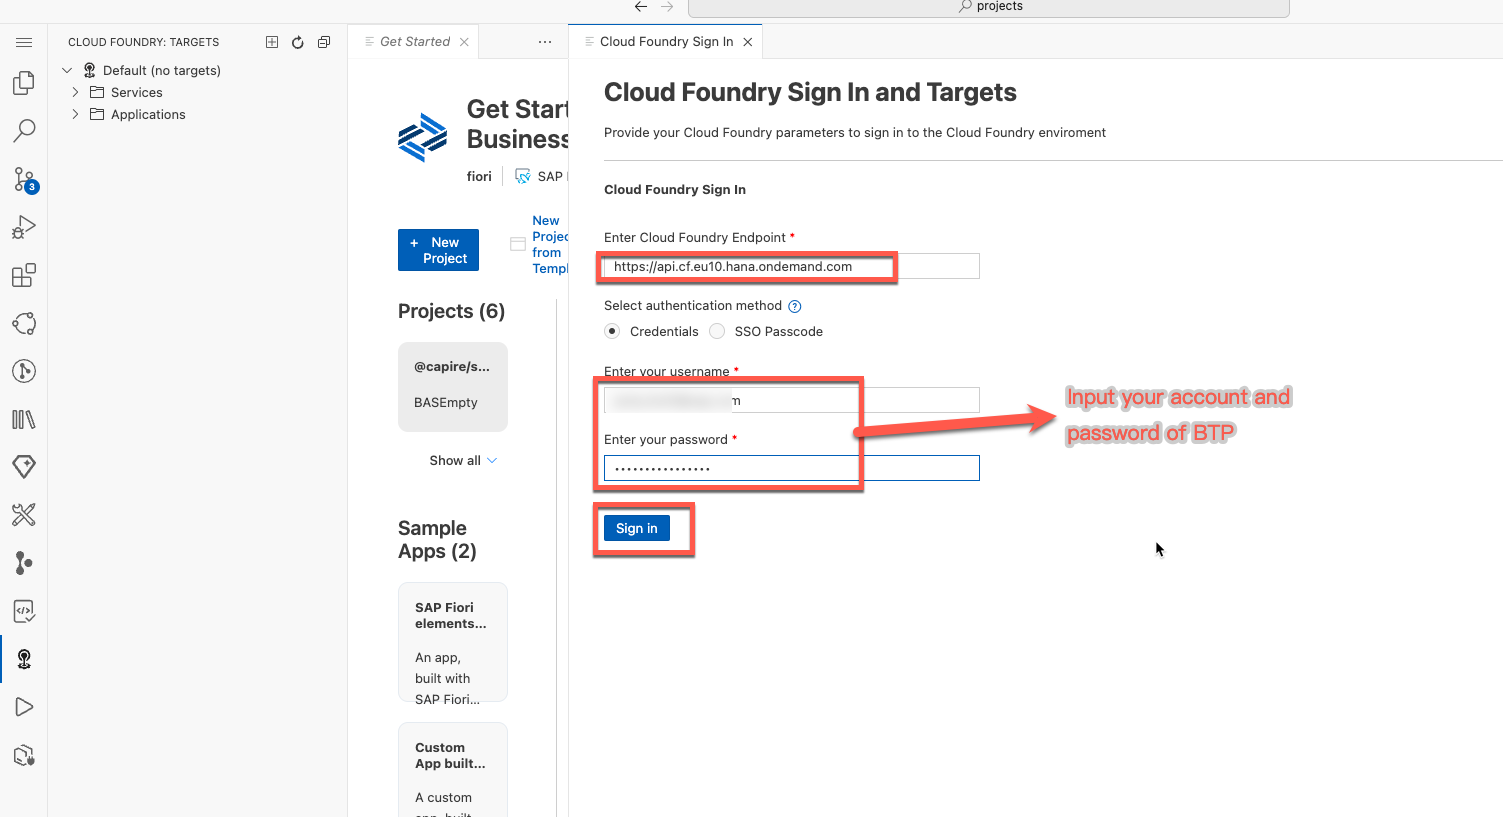 projects
CLOUD FOUNDRY: TARGETS
Default (no targets)
Services
Applications
3
Get Started
Get Start
Business
fiori
SAP
+ New
Project
New
Projec
from
Templ
Projects (6)
@capire/s...
BASEmpty
Show all
Sample
Apps (2)
SAP Fiori
elements...
An app,
built with
SAP Fiori...
Custom
App built...
A custom
Cloud Foundry Sign In
Cloud Foundry Sign In and Targets
Provide your Cloud Foundry parameters to sign in to the Cloud Foundry enviroment
Cloud Foundry Sign In
Enter Cloud Foundry Endpoint *
https://api.cf.eu10.hana.ondemand.com
Select authentication method ?
Credentials
SSO Passcode
Enter your username *
m
Enter your password *
••••••••••••••••
Sign in
Input your account and
password of BTP